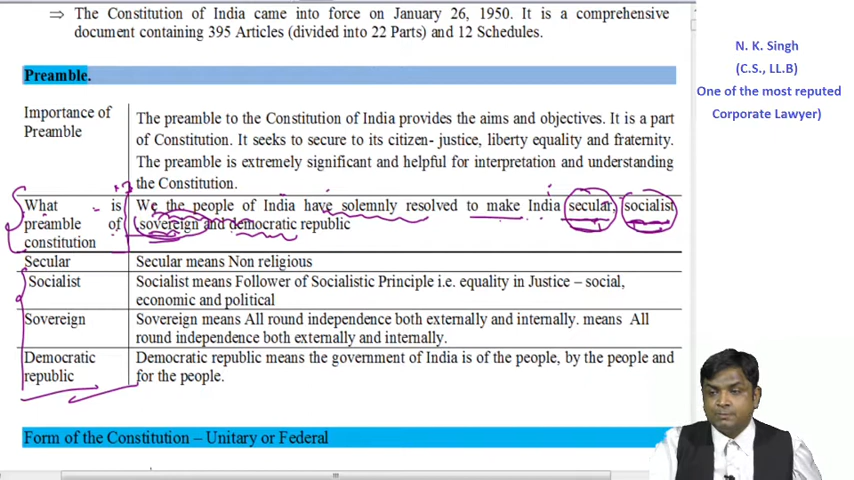 ⇒ The Constitution of India came into force on January 26, 1950. It is a comprehensive
document containing 395 Articles (divided into 22 Parts) and 12 Schedules.
N. K. Singh
(C.S., LL.B)
One of the most reputed
Corporate Lawyer)
Preamble.
Importance of
Preamble
The preamble to the Constitution of India provides the aims and objectives. It is a part
of Constitution. It seeks to secure to its citizen- justice, liberty equality and fraternity.
The preamble is extremely significant and helpful for interpretation and understanding
the Constitution.
What is
preamble of
constitution
We the people of India have solemnly resolved to make India secular, socialist
sovereign and democratic republic
Secular
Secular means Non religious
Socialist
Socialist means Follower of Socialistic Principle i.e. equality in Justice – social,
economic and political
Sovereign
Sovereign means All round independence both externally and internally. means All
round independence both externally and internally.
Democratic
republic
Democratic republic means the government of India is of the people, by the people and
for the people.
Form of the Constitution – Unitary or Federal